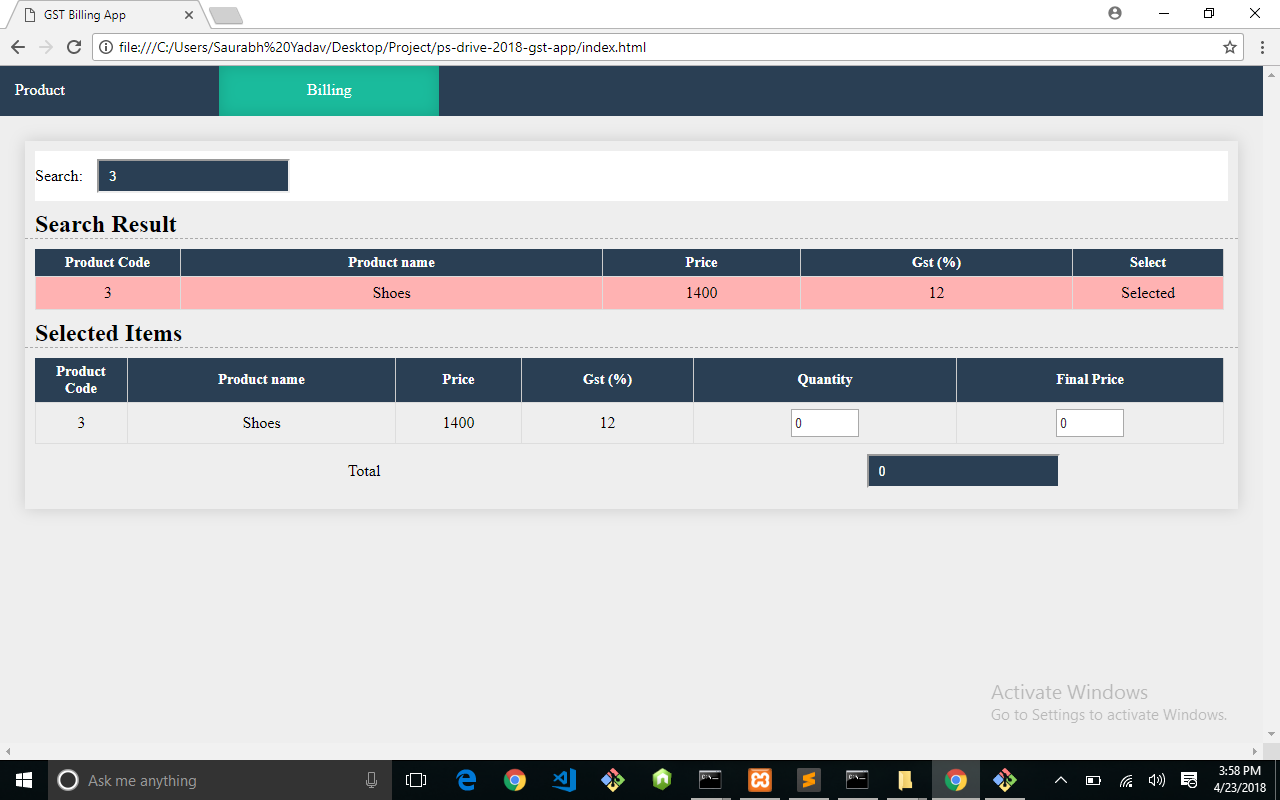 GST Billing App
file:///C:/Users/Saurabh%20Yadav/Desktop/Project/ps-drive-2018-gst-app/index.html
Product Billing
Search: 3
Search Result
Product Code Product name Price Gst (%) Select
3 Shoes 1400 12 Selected
Selected Items
Product Code Product name Price Gst (%) Quantity Final Price
3 Shoes 1400 12 0 0
Total 0
Activate Windows
Go to Settings to activate Windows.
Ask me anything
3:58 PM
4/23/2018